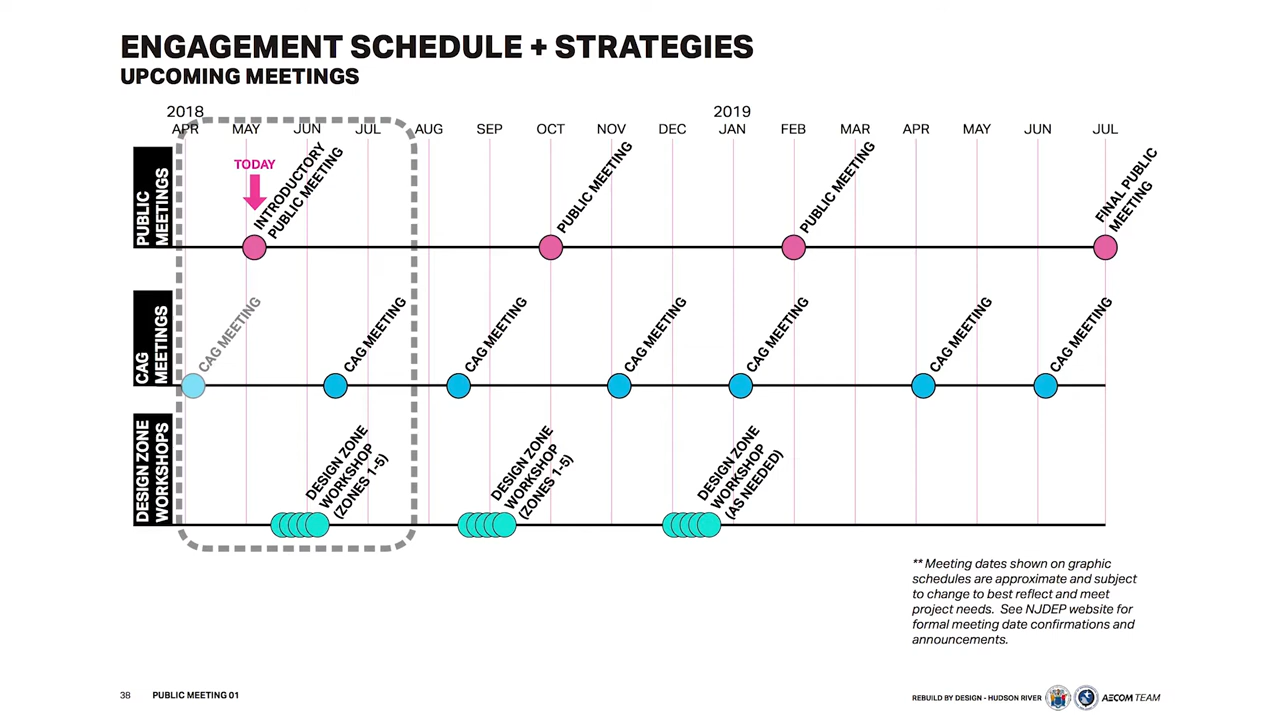 ENGAGEMENT SCHEDULE + STRATEGIES
UPCOMING MEETINGS
2018
2019
APR MAY JUN JUL AUG SEP OCT NOV DEC JAN FEB MAR APR MAY JUN JUL
PUBLIC
MEETINGS
TODAY
INTRODUCTORY
PUBLIC MEETING
PUBLIC MEETING
PUBLIC MEETING
FINAL PUBLIC
MEETING
CAG
MEETINGS
CAG MEETING
CAG MEETING
CAG MEETING
CAG MEETING
CAG MEETING
CAG MEETING
CAG MEETING
DESIGN ZONE
WORKSHOPS
DESIGN ZONE
WORKSHOP
(ZONES 1-5)
DESIGN ZONE
WORKSHOP
(ZONES 1-5)
DESIGN ZONE
WORKSHOP
(AS NEEDED)
** Meeting dates shown on graphic
schedules are approximate and subject
to change to best reflect and meet
project needs. See NJDEP website for
formal meeting date confirmations and
announcements.
38 PUBLIC MEETING 01
REBUILD BY DESIGN - HUDSON RIVER
AECOM TEAM